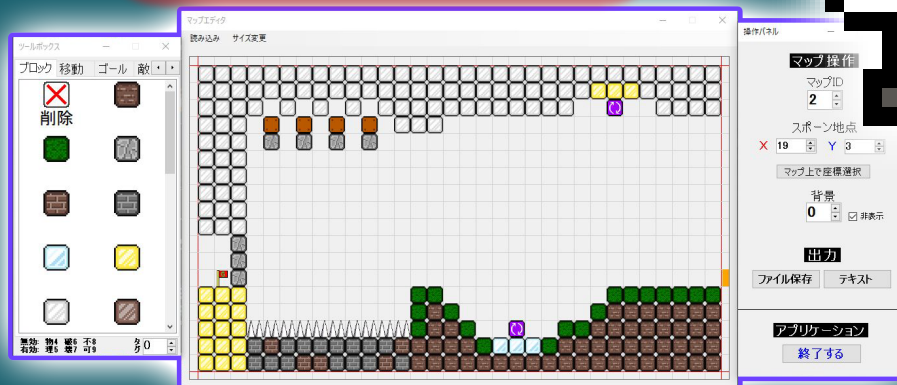 マップエディタ
読み込み サイズ変更
ツールボックス
ブロック 移動 ゴール 敵
削除
無効: 物4 破6 不8
有効: 理5 壊7 可9
タグ 0
操作パネル
マップ操作
マップID
2
スポーン地点
X 19 Y 3
マップ上で座標選択
背景
0 非表示
出力
ファイル保存 テキスト
アプリケーション
終了する